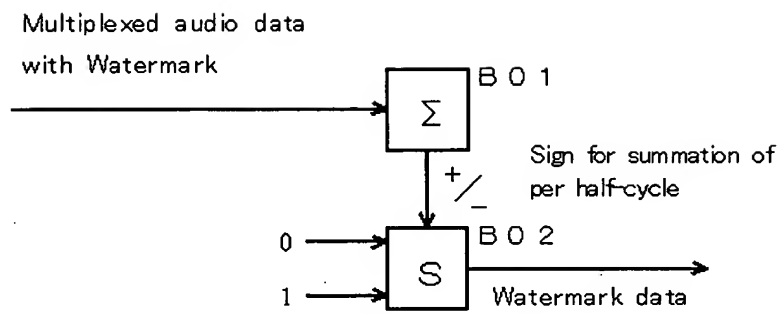 Multiplexed audio data
with Watermark
B01
Σ
+/−
Sign for summation of
per half-cycle
0
B02
S
1
Watermark data